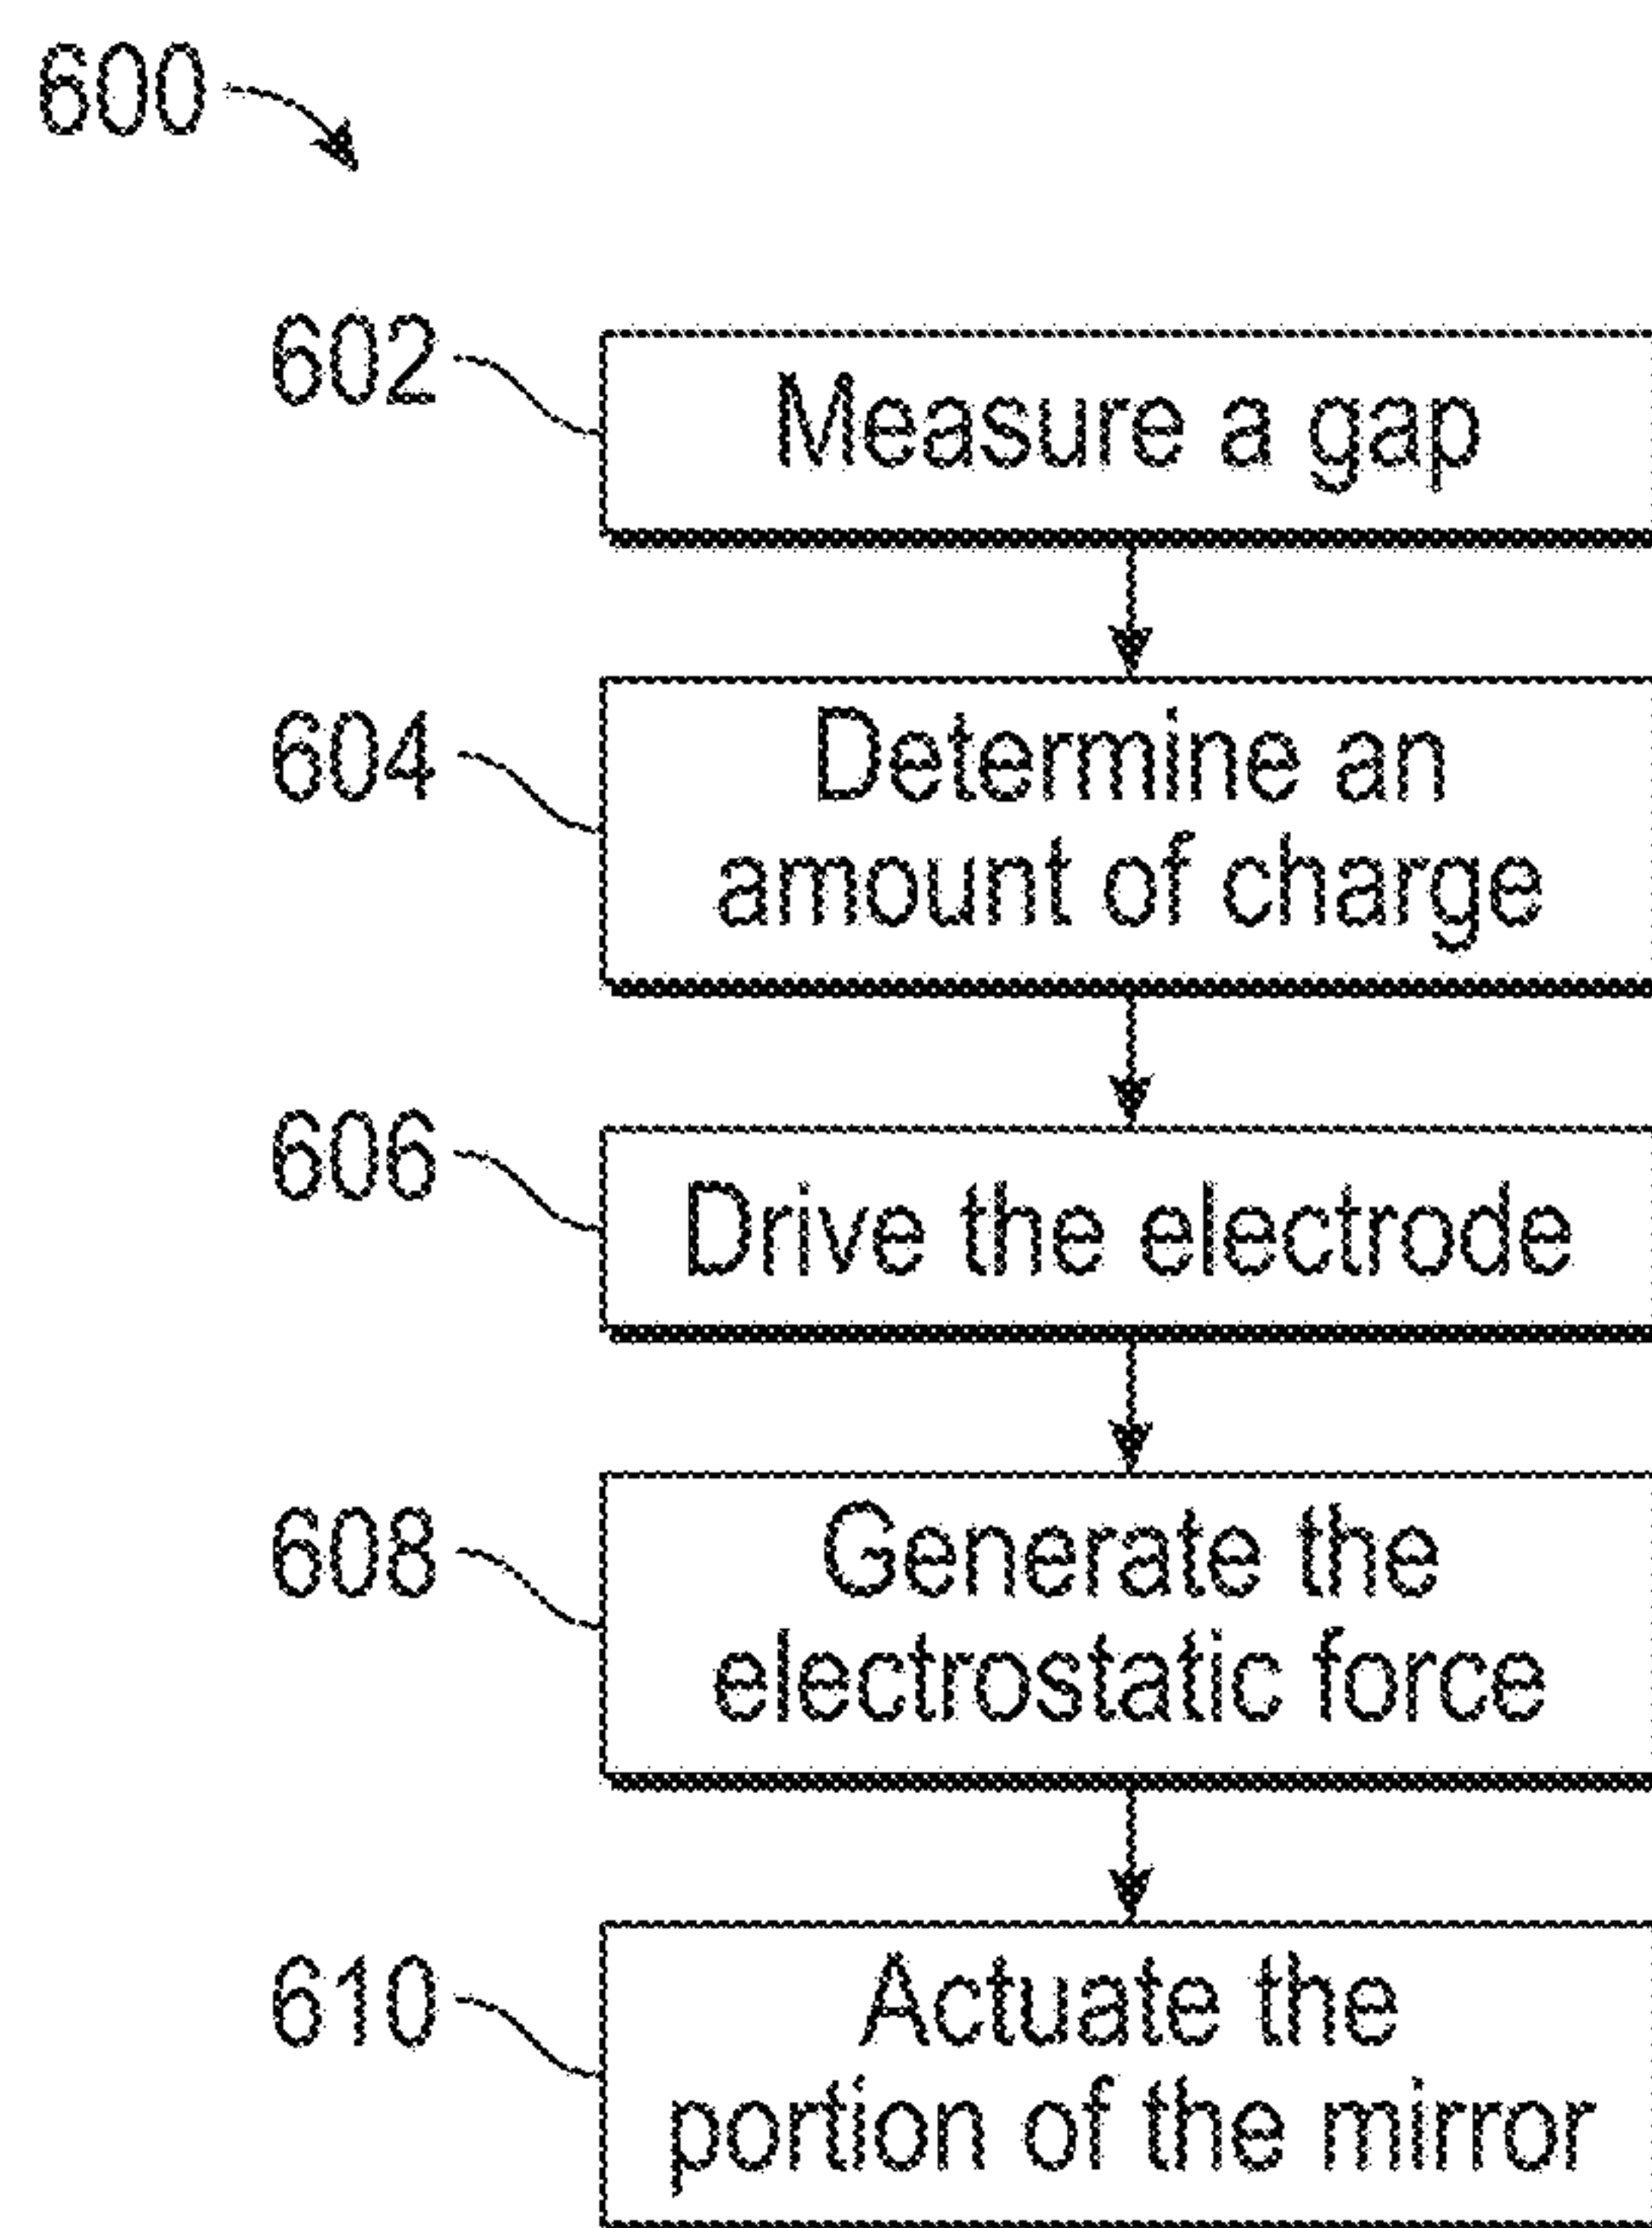 600
602
Measure a gap
604
Determine an
amount of charge
606
Drive the electrode
608
Generate the
electrostatic force
610
Actuate the
portion of the mirror